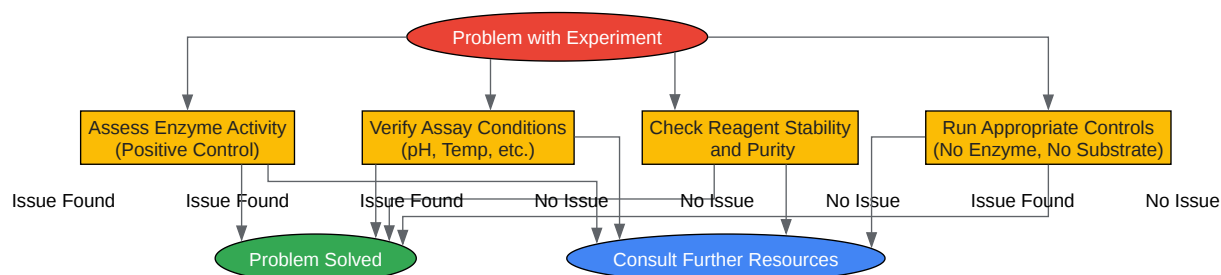 Problem with Experiment
Assess Enzyme Activity
(Positive Control)
Verify Assay Conditions
(pH, Temp, etc.)
Check Reagent Stability
and Purity
Run Appropriate Controls
(No Enzyme, No Substrate)
Issue Found
Issue Found
Issue Found
No Issue
No Issue
No Issue
Issue Found
No Issue
Problem Solved
Consult Further Resources